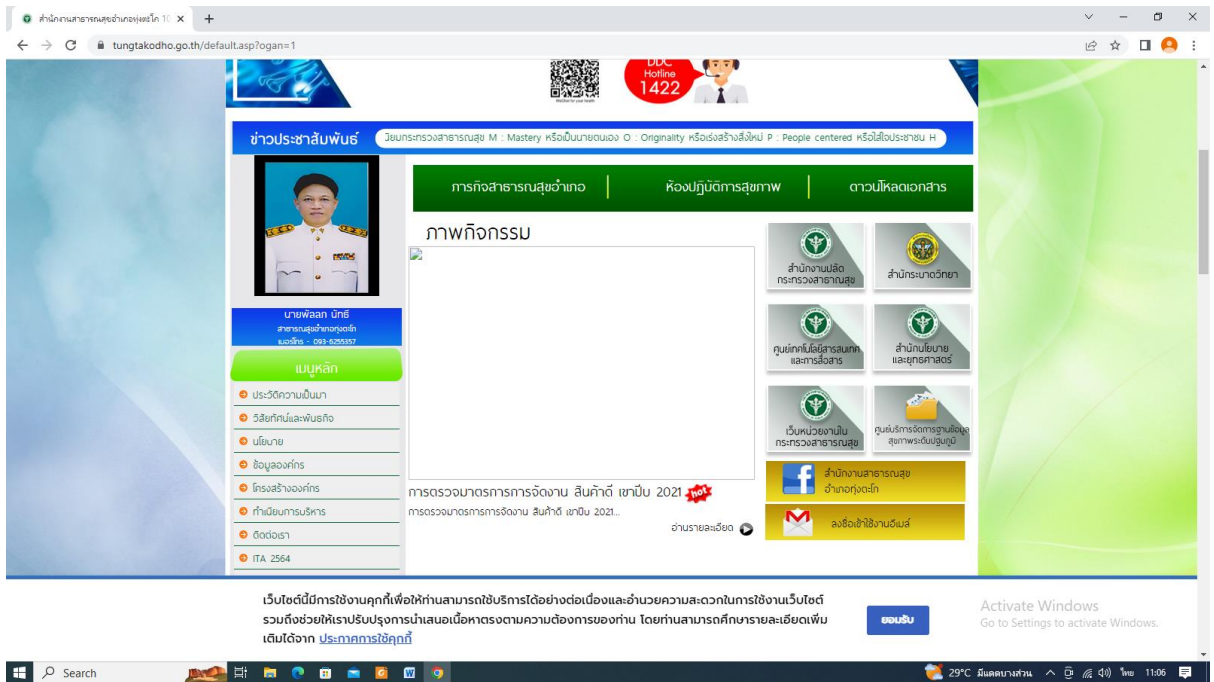 สำนักงานสาธารณสุขอำเภอทุ่งตะโก 10
tungtakodho.go.th/default.asp?ogan=1
DDC
Hotline
1422
ข่าวประชาสัมพันธ์
นิยมกระทรวงสาธารณสุข M : Mastery หรือเป็นนายตนเอง O : Originality หรือเร่งสร้างสิ่งใหม่ P : People centered หรือใส่ใจประชาชน H
ภารกิจสาธารณสุขอำเภอ
ห้องปฏิบัติการสุขภาพ
ดาวน์โหลดเอกสาร
ภาพกิจกรรม
สำนักงานปลัด
กระทรวงสาธาณสุข
สำนักระบาดวิทยา
นายพัลลภ
สาธารณสุขอำเภอทุ่งตะโก
เบอร์โทร - 093-6255357
ศูนย์เทคโนโลยีสารสนเทศ
และการสื่อสาร
สำนักนโยบาย
และยุทธศาสตร์
เมนูหลัก
ประวัติความเป็นมา
วิสัยทัศน์และพันธกิจ
นโยบาย
ข้อมูลองค์กร
โครงสร้างองค์กร
ทำเนียบการบริหาร
ติดต่อเรา
ITA 2564
เว็บหน่วยงานใน
กระทรวงสาธารณสุข
ศูนย์บริการจัดการฐานข้อมูล
สุขภาพระดับปฐมภูมิ
สำนักงานสาธารณสุข
อำเภอทุ่งตะโก
ลงชื่อเข้าใช้งานอีเมล์
การตรวจมาตรการการจัดงาน สินค้าดี เขาปีบ 2021 hot
การตรวจมาตรการการจัดงาน สินค้าดี เขาปีบ 2021...
อ่านรายละเอียด
เว็บไซต์นี้มีการใช้งานคุกกี้เพื่อให้ท่านสามารถใช้บริการได้อย่างต่อเนื่องและอำนวยความสะดวกในการใช้งานเว็บไซต์
รวมถึงช่วยให้เราปรับปรุงการนำเสนอเนื้อหาตรงตามความต้องการของท่าน โดยท่านสามารถศึกษารายละเอียดเพิ่ม
เติมได้จาก ประกาศการใช้คุกกี้
ยอมรับ
Activate Windows
Go to Settings to activate Windows.
Search
29°C มีแดดบางส่วน
ไทย
11:06